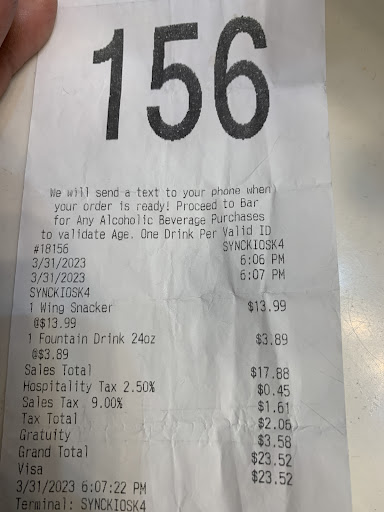 156
We will send a text to your phone when
your order is ready! Proceed to Bar
for Any Alcoholic Beverage Purchases
to validate Age. One Drink Per Valid ID
#18156 SYNCKIOSK4
3/31/2023 6:06 PM
3/31/2023 6:07 PM
SYNCKIOSK4
1 Wing Snacker $13.99
@$13.99
1 Fountain Drink 24oz $3.89
@$3.89
Sales Total $17.88
Hospitality Tax 2.50% $0.45
Sales Tax 9.00% $1.61
Tax Total $2.06
Gratuity $3.58
Grand Total $23.52
Visa $23.52
3/31/2023 6:07:22 PM
Terminal: SYNCKIOSK4